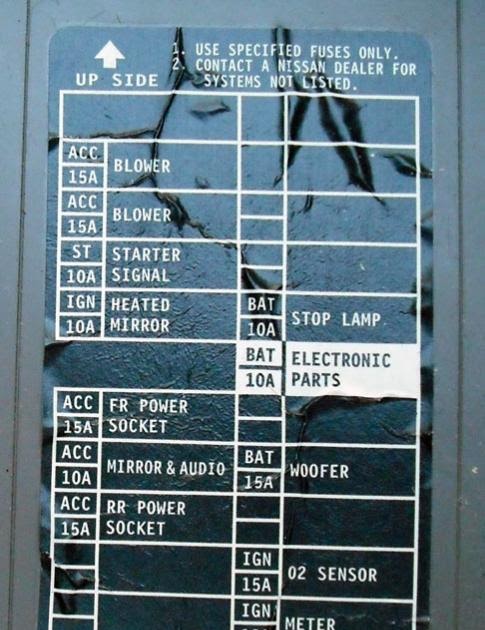 1. USE SPECIFIED FUSES ONLY.
2. CONTACT A NISSAN DEALER FOR
SYSTEMS NOT LISTED.
UP SIDE
ACC
15A
BLOWER
ACC
15A
BLOWER
ST
10A
STARTER
SIGNAL
IGN
10A
HEATED
MIRROR
BAT
10A
STOP LAMP
BAT
10A
ELECTRONIC
PARTS
ACC
15A
FR POWER
SOCKET
ACC
10A
MIRROR & AUDIO
BAT
15A
WOOFER
ACC
15A
RR POWER
SOCKET
IGN
15A
O2 SENSOR
IGN
METER